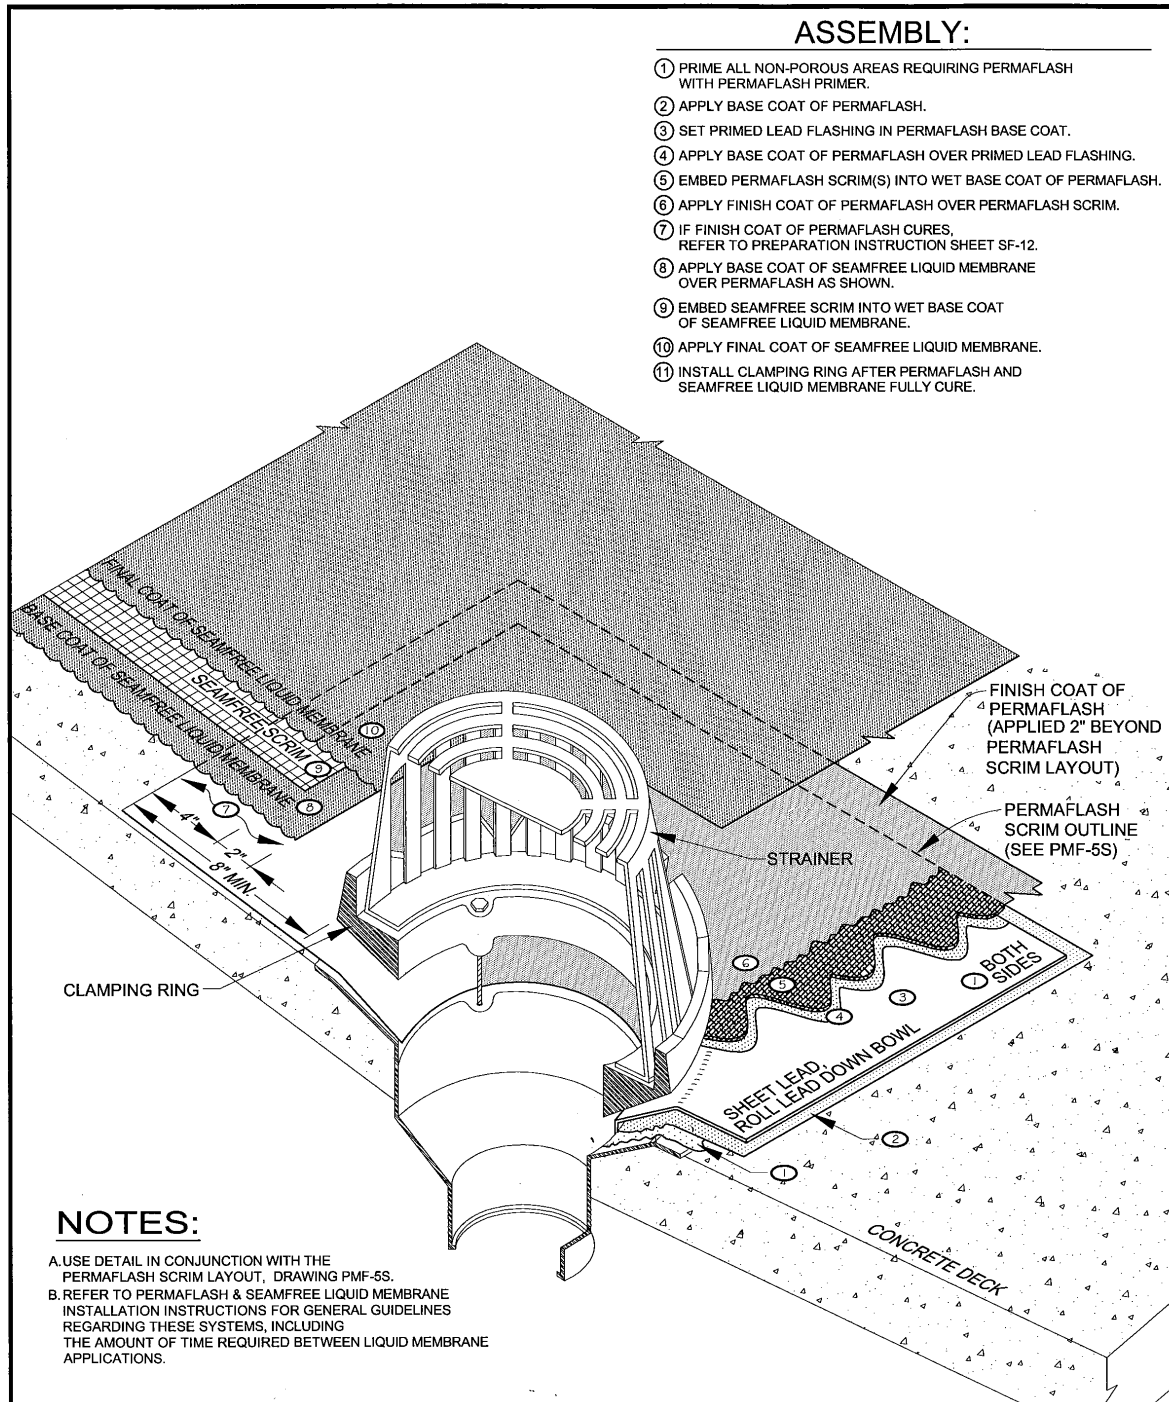 ASSEMBLY:
1 PRIME ALL NON-POROUS AREAS REQUIRING PERMAFLASH
WITH PERMAFLASH PRIMER.
2 APPLY BASE COAT OF PERMAFLASH.
3 SET PRIMED LEAD FLASHING IN PERMAFLASH BASE COAT.
4 APPLY BASE COAT OF PERMAFLASH OVER PRIMED LEAD FLASHING.
5 EMBED PERMAFLASH SCRIM(S) INTO WET BASE COAT OF PERMAFLASH.
6 APPLY FINISH COAT OF PERMAFLASH OVER PERMAFLASH SCRIM.
7 IF FINISH COAT OF PERMAFLASH CURES,
REFER TO PREPARATION INSTRUCTION SHEET SF-12.
8 APPLY BASE COAT OF SEAMFREE LIQUID MEMBRANE
OVER PERMAFLASH AS SHOWN.
9 EMBED SEAMFREE SCRIM INTO WET BASE COAT
OF SEAMFREE LIQUID MEMBRANE.
10 APPLY FINAL COAT OF SEAMFREE LIQUID MEMBRANE.
11 INSTALL CLAMPING RING AFTER PERMAFLASH AND
SEAMFREE LIQUID MEMBRANE FULLY CURE.
FINAL COAT OF SEAMFREE LIQUID MEMBRANE
10
SEAMFREE SCRIM
9
BASE COAT OF SEAMFREE LIQUID MEMBRANE
8
7
4"
2"
8" MIN.
FINISH COAT OF
PERMAFLASH
(APPLIED 2" BEYOND
PERMAFLASH
SCRIM LAYOUT)
PERMAFLASH
SCRIM OUTLINE
(SEE PMF-5S)
STRAINER
CLAMPING RING
6
5
4
3
1 BOTH
SIDES
SHEET LEAD,
ROLL LEAD DOWN BOWL
2
1
CONCRETE DECK
NOTES:
A. USE DETAIL IN CONJUNCTION WITH THE
PERMAFLASH SCRIM LAYOUT, DRAWING PMF-5S.
B. REFER TO PERMAFLASH & SEAMFREE LIQUID MEMBRANE
INSTALLATION INSTRUCTIONS FOR GENERAL GUIDELINES
REGARDING THESE SYSTEMS, INCLUDING
THE AMOUNT OF TIME REQUIRED BETWEEN LIQUID MEMBRANE
APPLICATIONS.